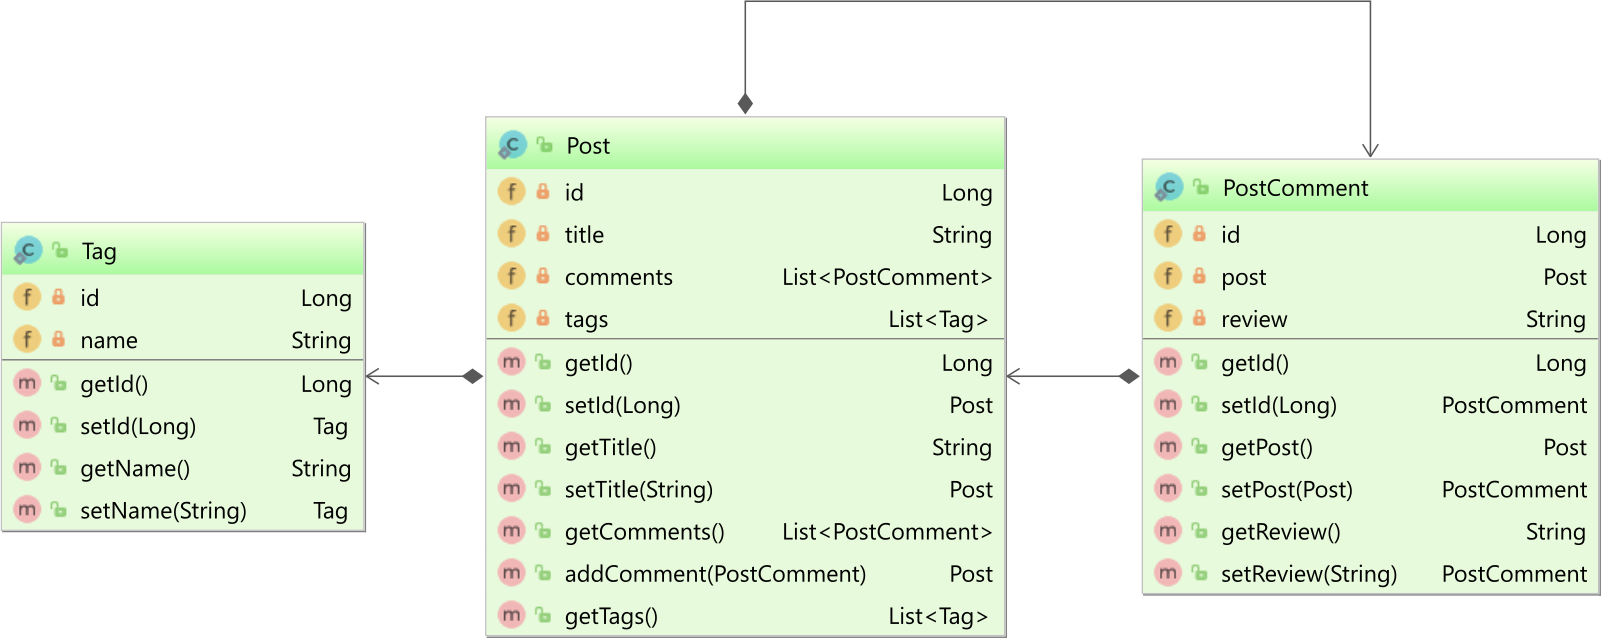 C Tag
f id Long
f name String
m getId() Long
m setId(Long) Tag
m getName() String
m setName(String) Tag
C Post
f id Long
f title String
f comments List<PostComment>
f tags List<Tag>
m getId() Long
m setId(Long) Post
m getTitle() String
m setTitle(String) Post
m getComments() List<PostComment>
m addComment(PostComment) Post
m getTags() List<Tag>
C PostComment
f id Long
f post Post
f review String
m getId() Long
m setId(Long) PostComment
m getPost() Post
m setPost(Post) PostComment
m getReview() String
m setReview(String) PostComment